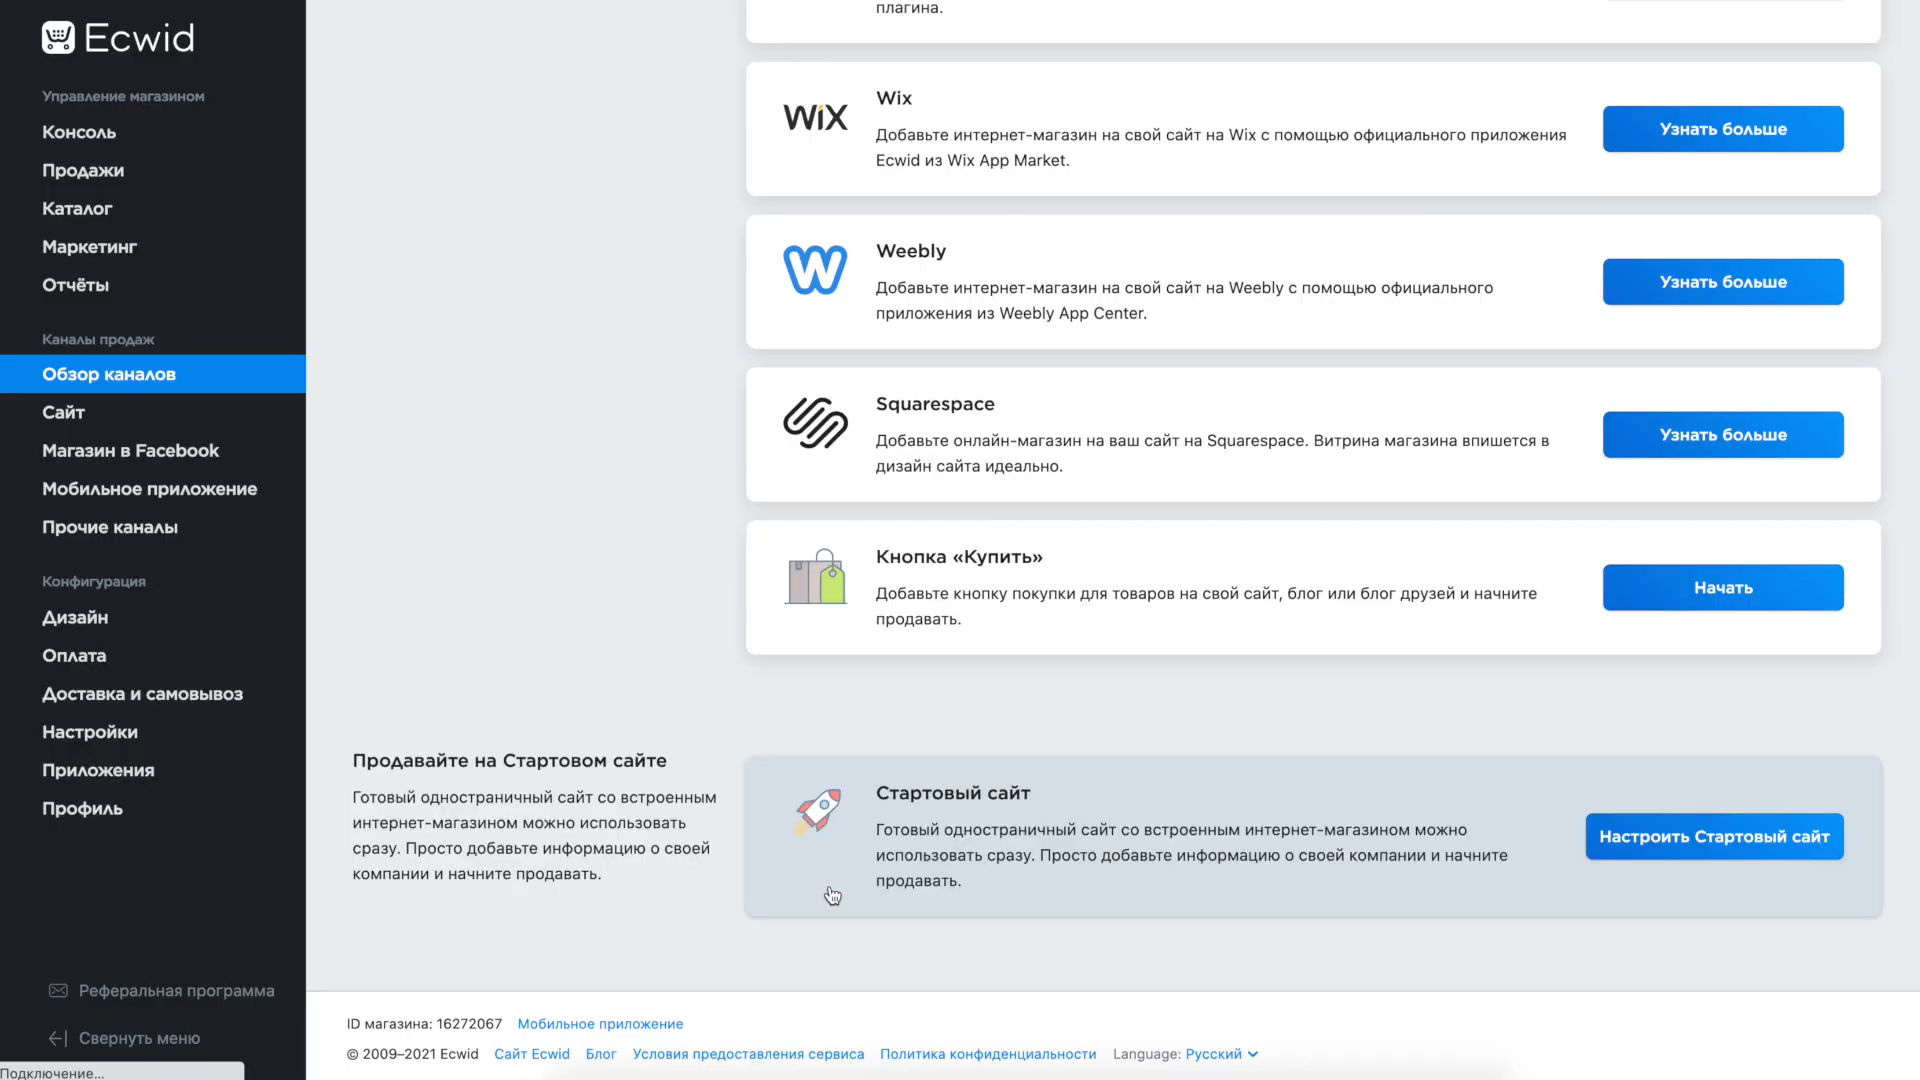 Ecwid
Управление магазином
Консоль
Продажи
Каталог
Маркетинг
Отчёты
Каналы продаж
Обзор каналов
Сайт
Магазин в Facebook
Мобильное приложение
Прочие каналы
Конфигурация
Дизайн
Оплата
Доставка и самовывоз
Настройки
Приложения
Профиль
Реферальная программа
Свернуть меню
Подключение...
плагина.
WiX
Wix
Добавьте интернет-магазин на свой сайт на Wix с помощью официального приложения
Ecwid из Wix App Market.
Узнать больше
Weebly
Добавьте интернет-магазин на свой сайт на Weebly с помощью официального
приложения из Weebly App Center.
Узнать больше
Squarespace
Добавьте онлайн-магазин на ваш сайт на Squarespace. Витрина магазина впишется в
дизайн сайта идеально.
Узнать больше
Кнопка «Купить»
Добавьте кнопку покупки для товаров на свой сайт, блог или блог друзей и начните
продавать.
Начать
Продавайте на Стартовом сайте
Готовый одностраничный сайт со встроенным
интернет-магазином можно использовать
сразу. Просто добавьте информацию о своей
компании и начните продавать.
Стартовый сайт
Готовый одностраничный сайт со встроенным интернет-магазином можно
использовать сразу. Просто добавьте информацию о своей компании и начните
продавать.
Настроить Стартовый сайт
ID магазина: 16272067 Мобильное приложение
© 2009–2021 Ecwid Сайт Ecwid Блог Условия предоставления сервиса Политика конфиденциальности Language: Русский